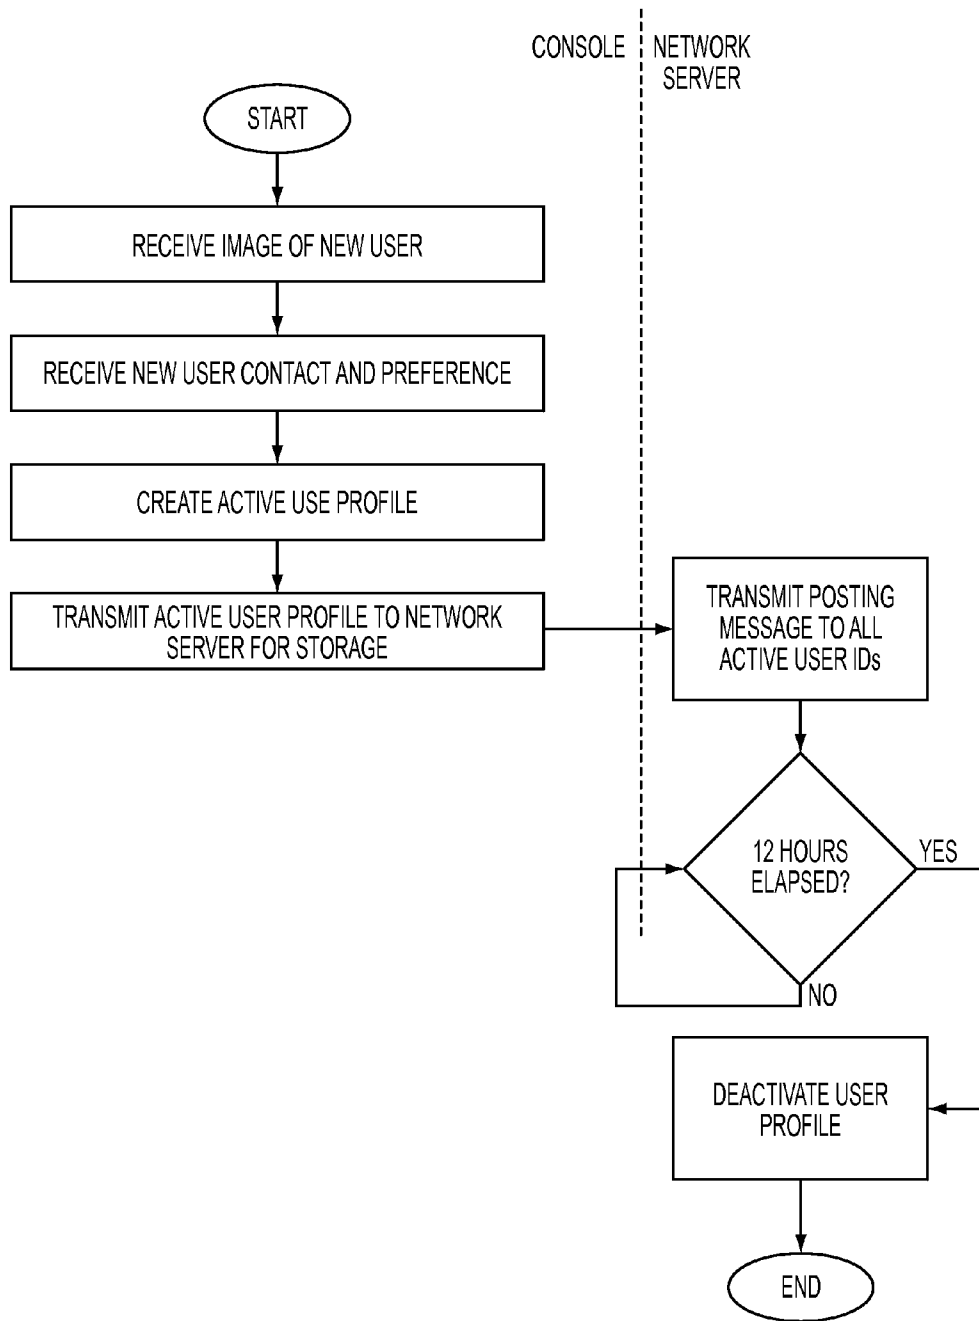 CONSOLE
NETWORK
SERVER
START
RECEIVE IMAGE OF NEW USER
RECEIVE NEW USER CONTACT AND PREFERENCE
CREATE ACTIVE USE PROFILE
TRANSMIT ACTIVE USER PROFILE TO NETWORK
SERVER FOR STORAGE
TRANSMIT POSTING
MESSAGE TO ALL
ACTIVE USER IDs
12 HOURS
ELAPSED?
YES
NO
DEACTIVATE USER
PROFILE
END